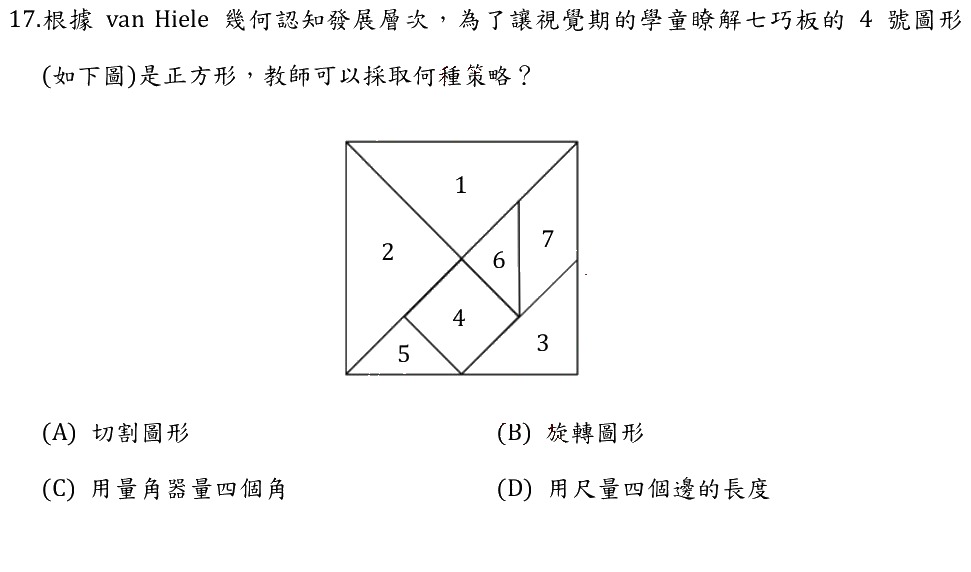 17.根據 van Hiele 幾何認知發展層次，為了讓視覺期的學童瞭解七巧板的 4 號圖形
(如下圖)是正方形，教師可以採取何種策略？
1
2
7
6
4
3
5
(A) 切割圖形 (B) 旋轉圖形
(C) 用量角器量四個角 (D) 用尺量四個邊的長度